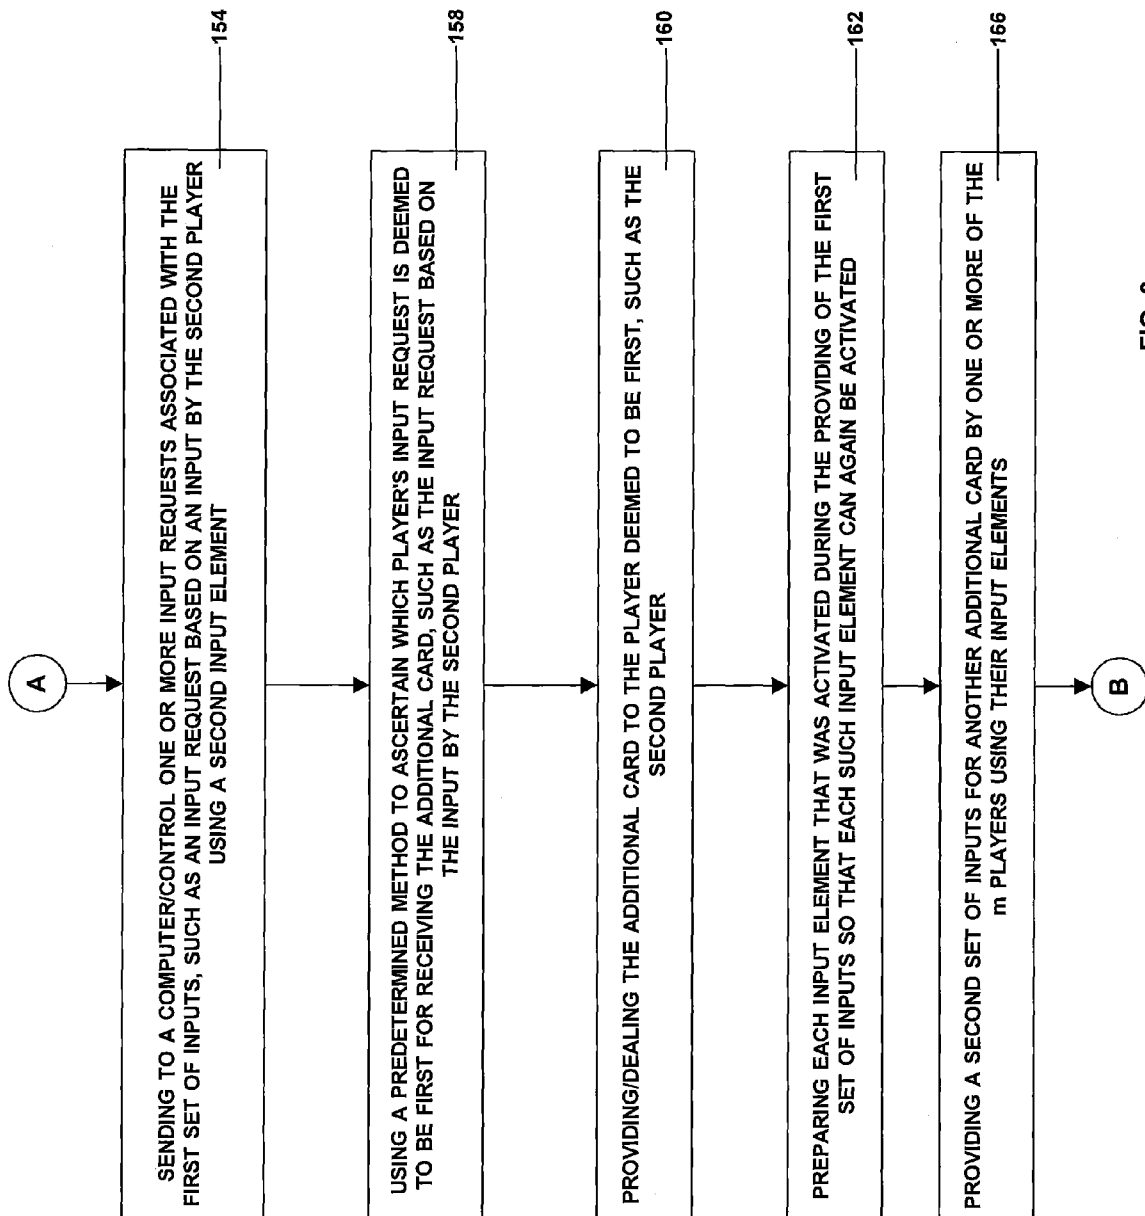 A
SENDING TO A COMPUTER/CONTROL ONE OR MORE INPUT REQUESTS ASSOCIATED WITH THE
FIRST SET OF INPUTS, SUCH AS AN INPUT REQUEST BASED ON AN INPUT BY THE SECOND PLAYER
USING A SECOND INPUT ELEMENT
154
USING A PREDETERMINED METHOD TO ASCERTAIN WHICH PLAYER'S INPUT REQUEST IS DEEMED
TO BE FIRST FOR RECEIVING THE ADDITIONAL CARD, SUCH AS THE INPUT REQUEST BASED ON
THE INPUT BY THE SECOND PLAYER
158
PROVIDING/DEALING THE ADDITIONAL CARD TO THE PLAYER DEEMED TO BE FIRST, SUCH AS THE
SECOND PLAYER
160
PREPARING EACH INPUT ELEMENT THAT WAS ACTIVATED DURING THE PROVIDING OF THE FIRST
SET OF INPUTS SO THAT EACH SUCH INPUT ELEMENT CAN AGAIN BE ACTIVATED
162
PROVIDING A SECOND SET OF INPUTS FOR ANOTHER ADDITIONAL CARD BY ONE OR MORE OF THE
m PLAYERS USING THEIR INPUT ELEMENTS
166
B